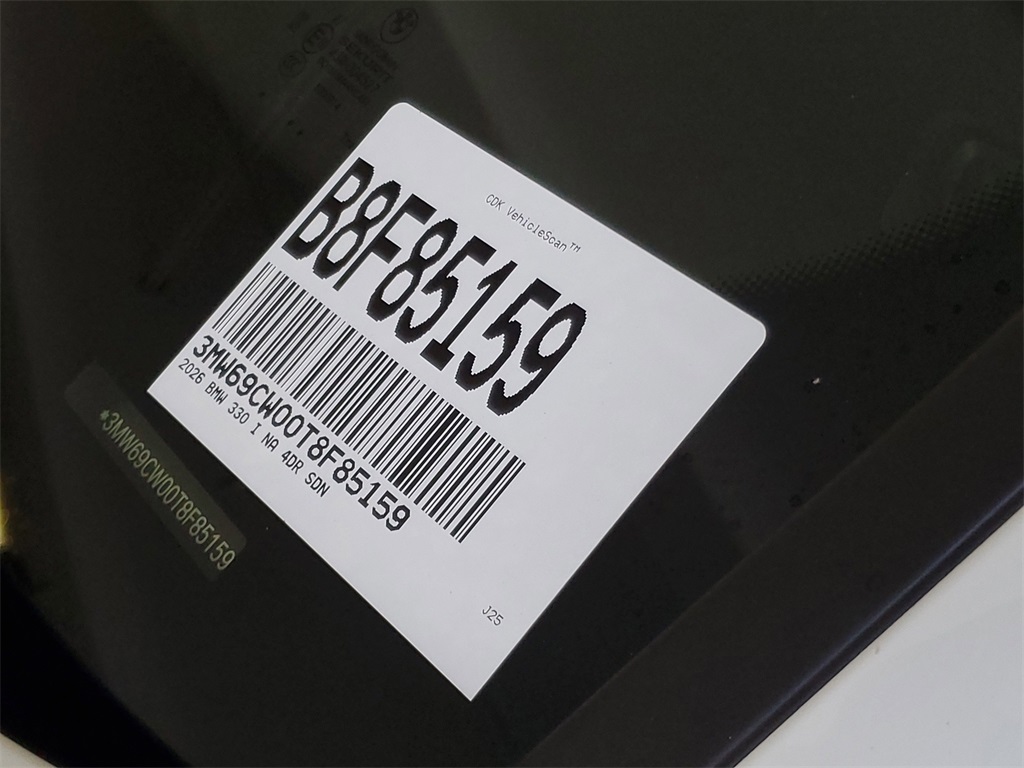 CDK VehicleScan™
B8F85159
3MW69CW00T8F85159
2026 BMW 330 I NA 4DR SDN
J25
*3MW69CW00T8F85159